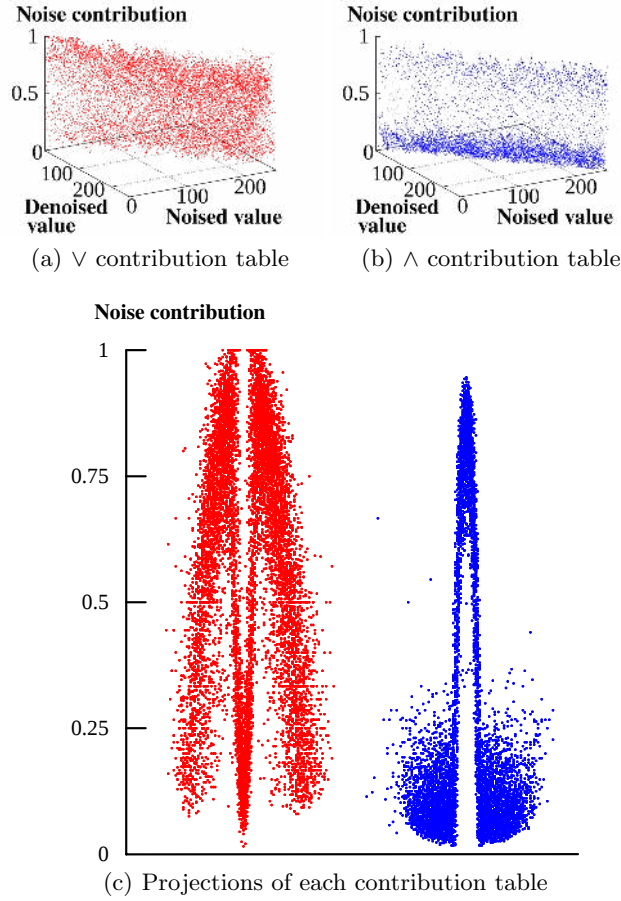 Noise contribution
1
0.5
0
100
200
Denoised
value
0
100
200
Noised value
(a) ∨ contribution table
Noise contribution
1
0.5
0
100
200
Denoised
value
0
100
200
Noised value
(b) ∧ contribution table
Noise contribution
1
0.75
0.5
0.25
0
(c) Projections of each contribution table